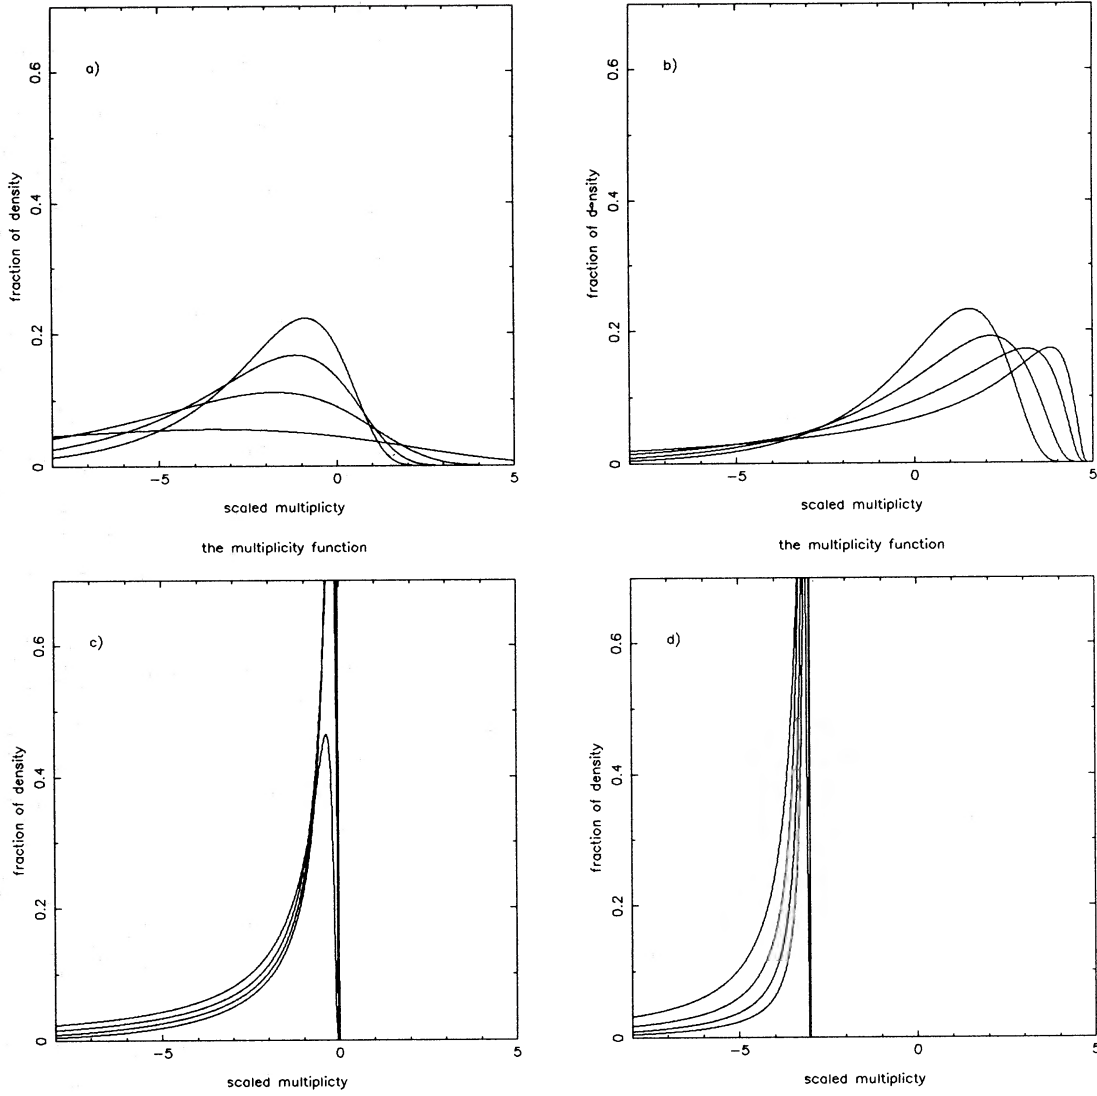 a)
0.6
0.4
0.2
0
fraction of density
−5
0
5
scaled multiplicty
the multiplicity function
b)
0.6
0.4
0.2
0
fraction of density
−5
0
5
scaled multiplicty
the multiplicity function
c)
0.6
0.4
0.2
0
fraction of density
−5
0
5
scaled multiplicty
d)
0.6
0.4
0.2
0
fraction of density
−5
0
5
scaled multiplicty